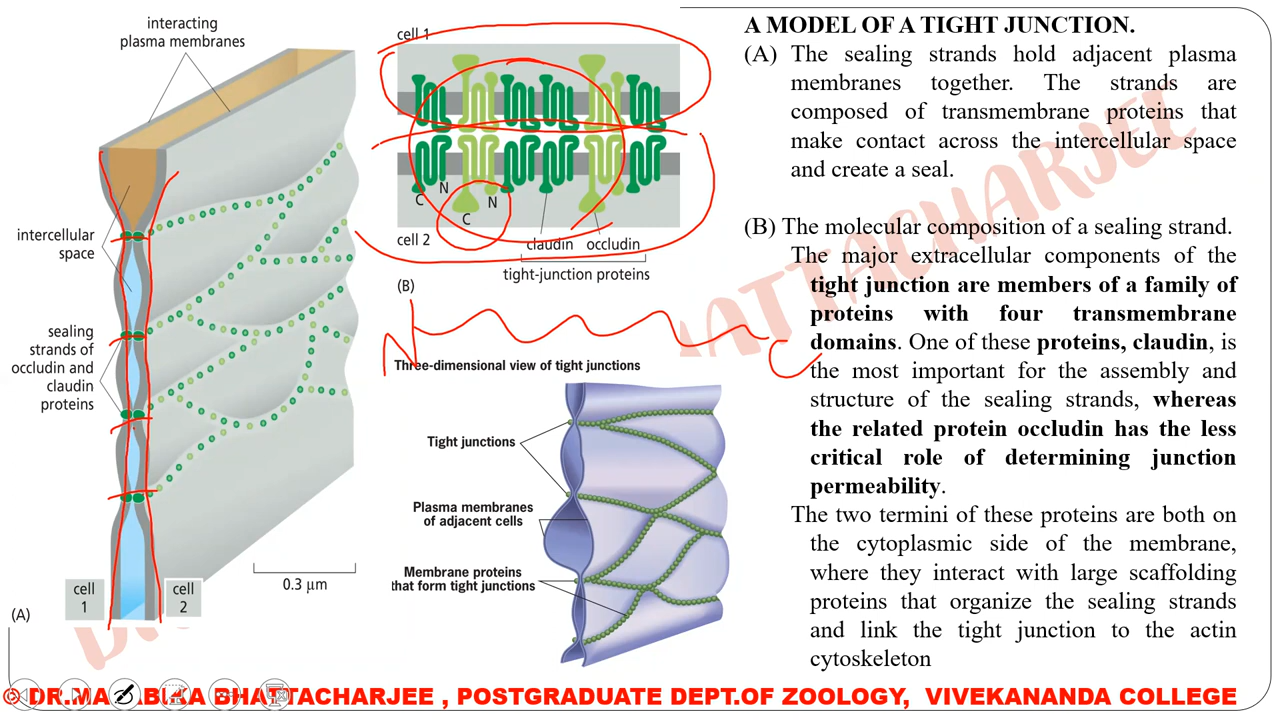 interacting
plasma membranes
intercellular
space
sealing
strands of
occludin and
claudin
proteins
0.3 µm
cell
1
cell
2
(A)
cell 1
C
N
C
N
cell 2
claudin
occludin
tight-junction proteins
(B)
N
C
Three-dimensional view of tight junctions
Tight junctions
Plasma membranes
of adjacent cells
Membrane proteins
that form tight junctions
A MODEL OF A TIGHT JUNCTION.
(A) The sealing strands hold adjacent plasma
membranes together. The strands are
composed of transmembrane proteins that
make contact across the intercellular space
and create a seal.
(B) The molecular composition of a sealing strand.
The major extracellular components of the
tight junction are members of a family of
proteins with four transmembrane
domains. One of these proteins, claudin, is
the most important for the assembly and
structure of the sealing strands, whereas
the related protein occludin has the less
critical role of determining junction
permeability.
The two termini of these proteins are both on
the cytoplasmic side of the membrane,
where they interact with large scaffolding
proteins that organize the sealing strands
and link the tight junction to the actin
cytoskeleton
BHATTACHARJEE
© DR.MA ABIKA BHATTACHARJEE , POSTGRADUATE DEPT.OF ZOOLOGY, VIVEKANANDA COLLEGE